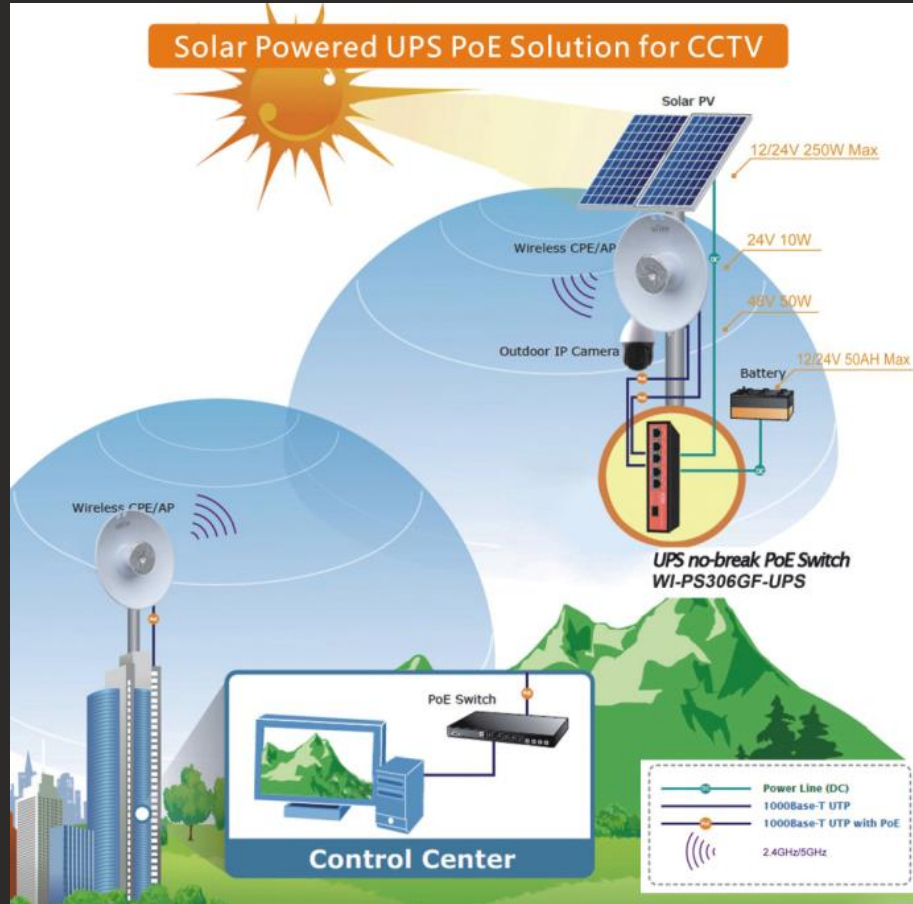 Solar Powered UPS PoE Solution for CCTV
Solar PV
12/24V 250W Max
Wireless CPE/AP
24V 10W
48V 50W
Outdoor IP Camera
12/24V 50AH Max
Battery
UPS no-break PoE Switch
WI-PS306GF-UPS
Wireless CPE/AP
PoE Switch
Control Center
DC Power Line (DC)
1000Base-T UTP
PoE 1000Base-T UTP with PoE
2.4GHz/5GHz